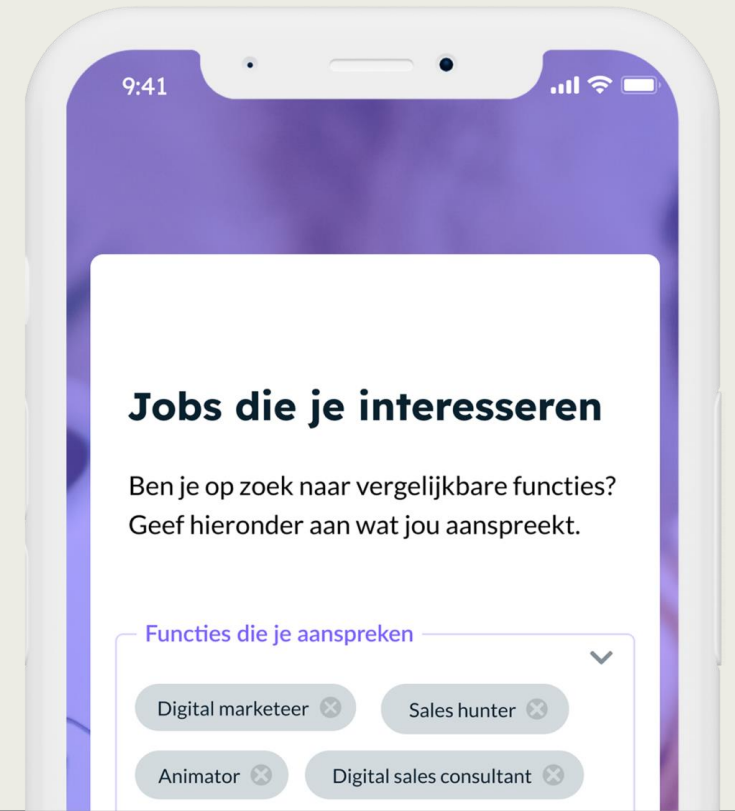 9:41
Jobs die je interesseren
Ben je op zoek naar vergelijkbare functies?
Geef hieronder aan wat jou aanspreekt.
Functies die je aanspreken
Digital marketeer
Sales hunter
Animator
Digital sales consultant